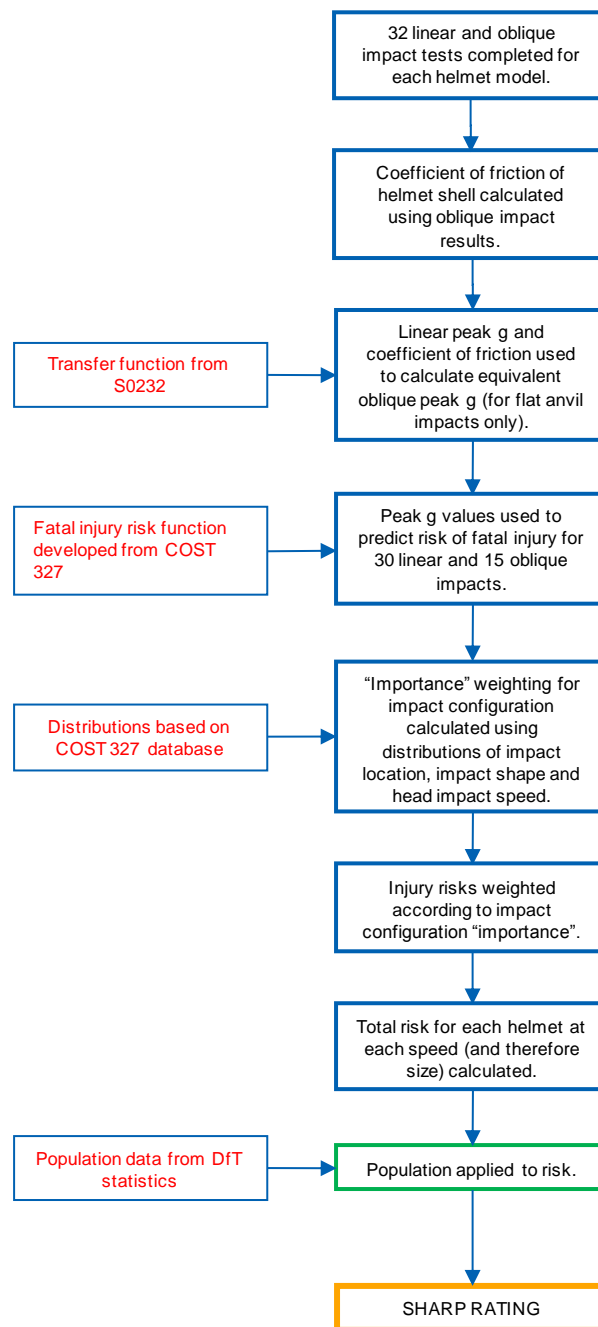 32 linear and oblique
impact tests completed for
each helmet model.
Coefficient of friction of
helmet shell calculated
using oblique impact
results.
Transfer function from
S0232
Linear peak g and
coefficient of friction used
to calculate equivalent
oblique peak g (for flat anvil
impacts only).
Fatal injury risk function
developed from COST
327
Peak g values used to
predict risk of fatal injury for
30 linear and 15 oblique
impacts.
Distributions based on
COST 327 database
“Importance” weighting for
impact configuration
calculated using
distributions of impact
location, impact shape and
head impact speed.
Injury risks weighted
according to impact
configuration “importance”.
Total risk for each helmet at
each speed (and therefore
size) calculated.
Population data from DfT
statistics
Population applied to risk.
SHARP RATING